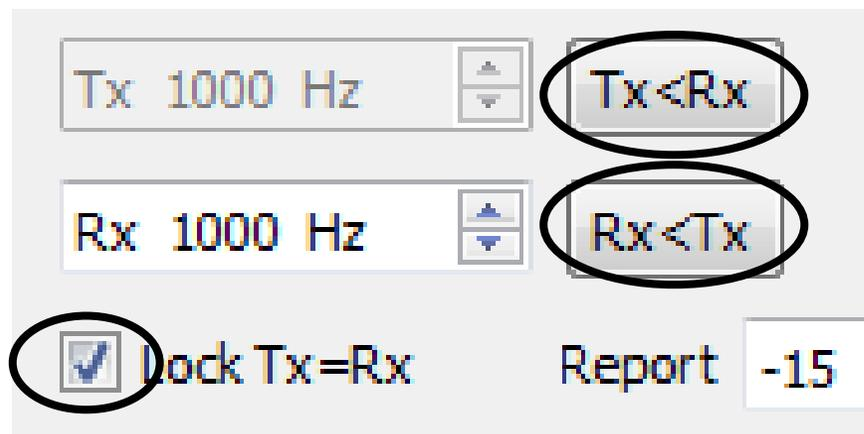 Tx 1000 Hz Tx<Rx
Rx 1000 Hz Rx<Tx
Lock Tx=Rx Report -15